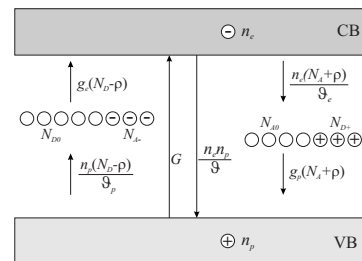 ⊖ n_e CB
g_e(N_D-ρ)
n_e(N_A+ρ)
ϑ_e
N_D0 N_A-
G
n_e n_p
ϑ
N_A0 N_D+
n_p(N_D-ρ)
ϑ_p
g_p(N_A+ρ)
⊕ n_p VB